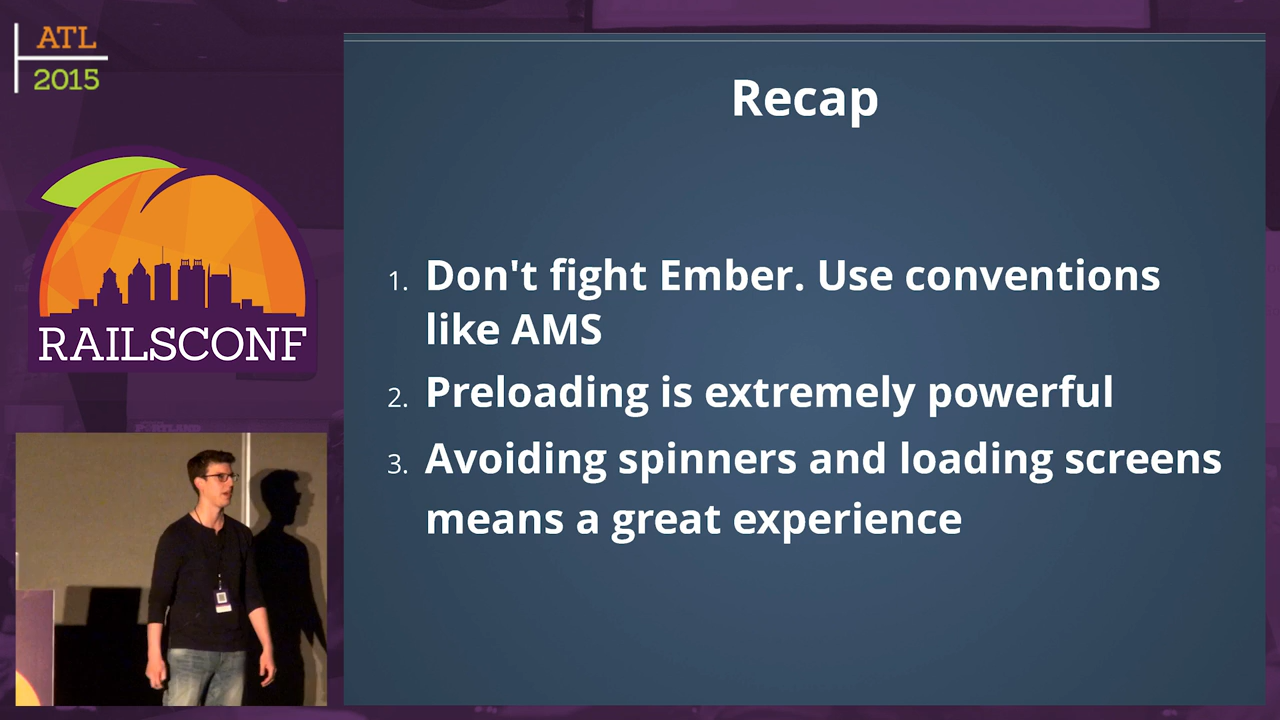 ATL
2015
RAILSCONF
Recap
1. Don't fight Ember. Use conventions
like AMS
2. Preloading is extremely powerful
3. Avoiding spinners and loading screens
means a great experience